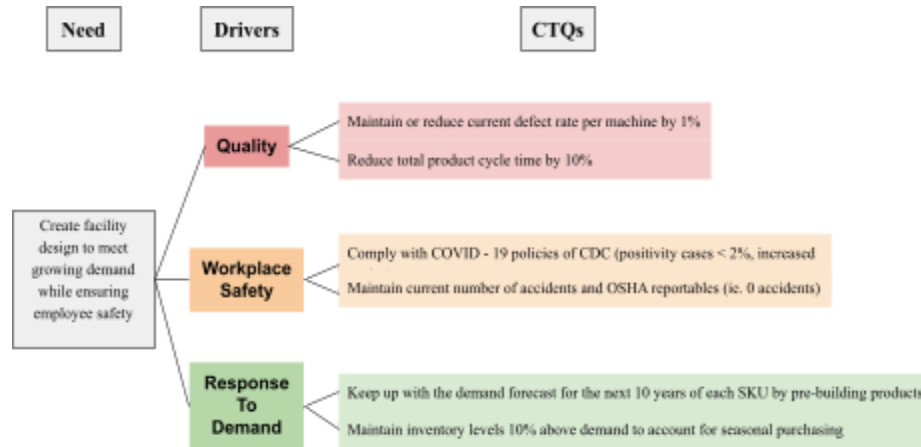 Need
Drivers
CTQs
Create facility
design to meet
growing demand
while ensuring
employee safety
Quality
Maintain or reduce current defect rate per machine by 1%
Reduce total product cycle time by 10%
Workplace
Safety
Comply with COVID - 19 policies of CDC (positivity cases < 2%, increased
Maintain current number of accidents and OSHA reportables (ie. 0 accidents)
Response
To
Demand
Keep up with the demand forecast for the next 10 years of each SKU by pre-building products
Maintain inventory levels 10% above demand to account for seasonal purchasing